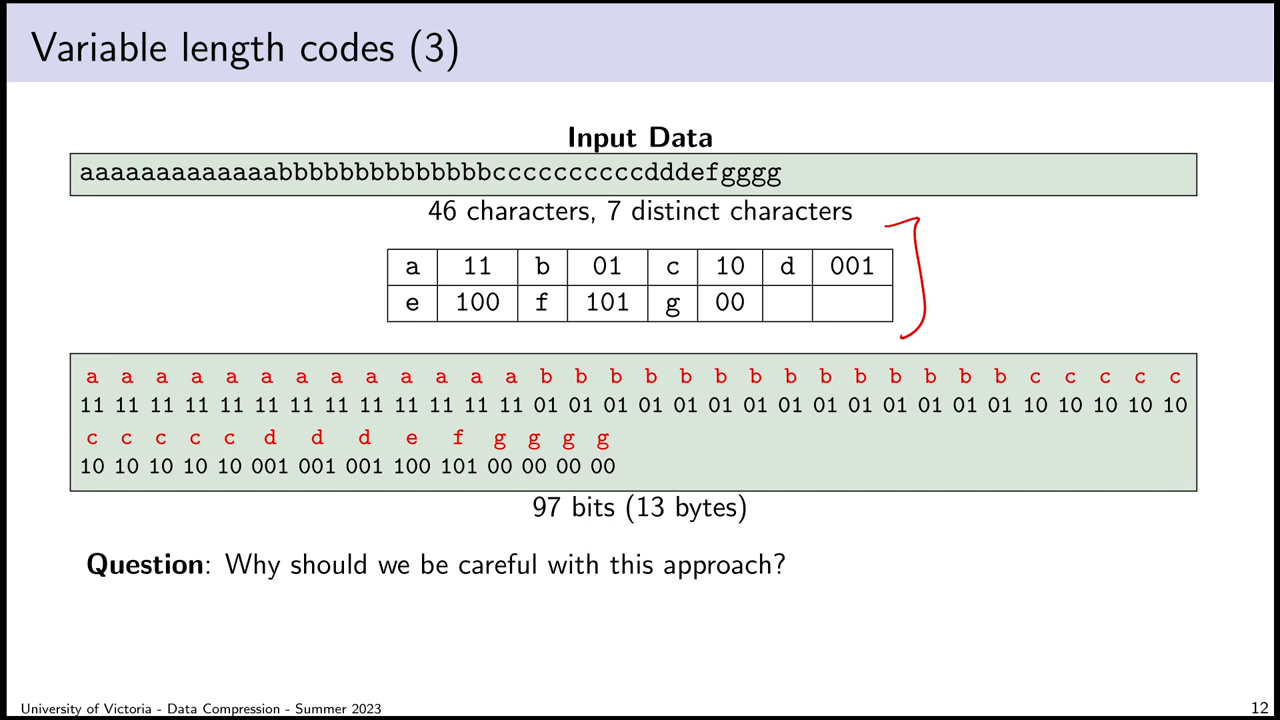 Variable length codes (3)
Input Data
aaaaaaaaaaaaabbbbbbbbbbbbbbccccccccccdddefgggg
46 characters, 7 distinct characters
a 11 b 01 c 10 d 001
e 100 f 101 g 00
a a a a a a a a a a a a a b b b b b b b b b b b b b b c c c c c
11 11 11 11 11 11 11 11 11 11 11 11 11 01 01 01 01 01 01 01 01 01 01 01 01 01 01 10 10 10 10 10
c c c c c d d d e f g g g g
10 10 10 10 10 001 001 001 100 101 00 00 00 00
97 bits (13 bytes)
Question: Why should we be careful with this approach?
University of Victoria - Data Compression - Summer 2023 12